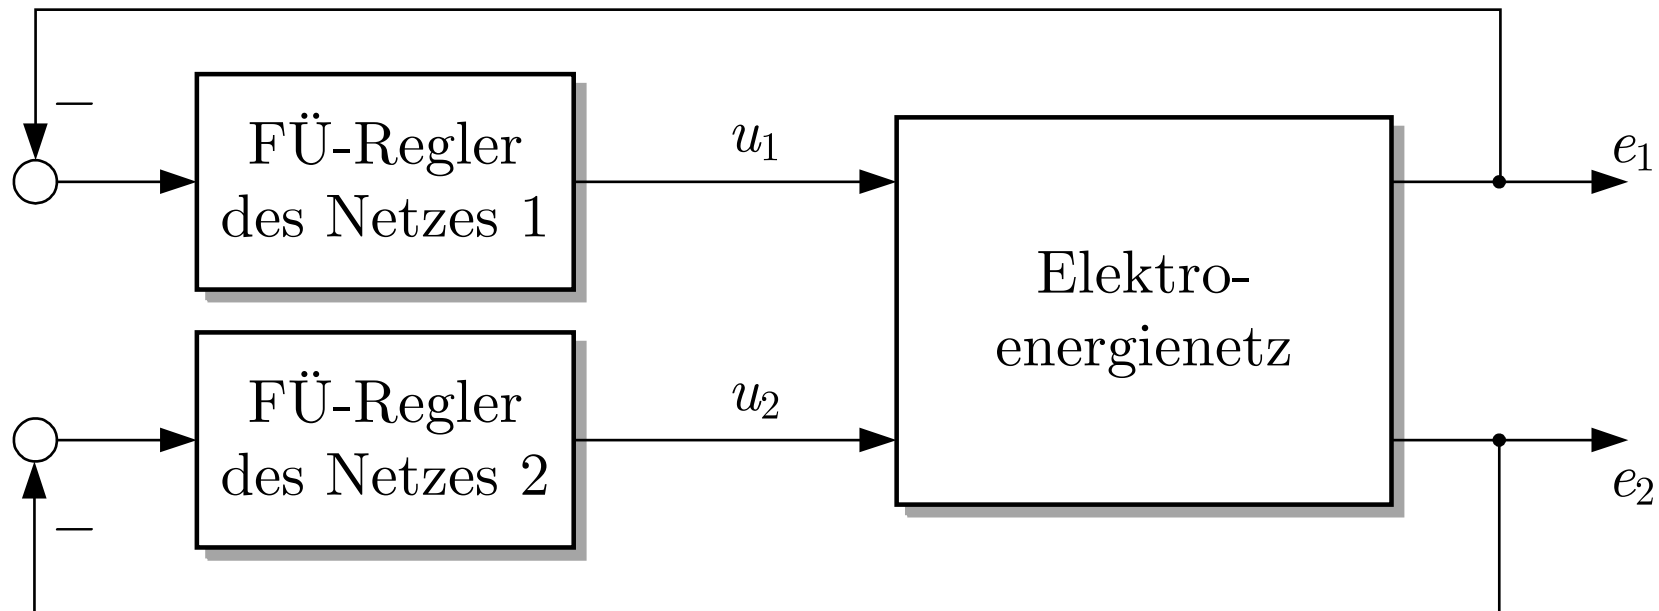 −
FÜ-Regler
des Netzes 1
u₁
e₁
Elektro-
energienetz
FÜ-Regler
des Netzes 2
u₂
e₂
−